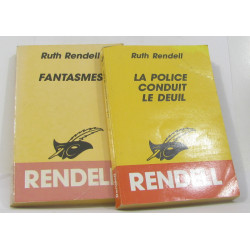 Ruth Rendell
FANTASMES
RENDELL
Ruth Rendell
LA POLICE
CONDUIT
LE DEUIL
RENDELL